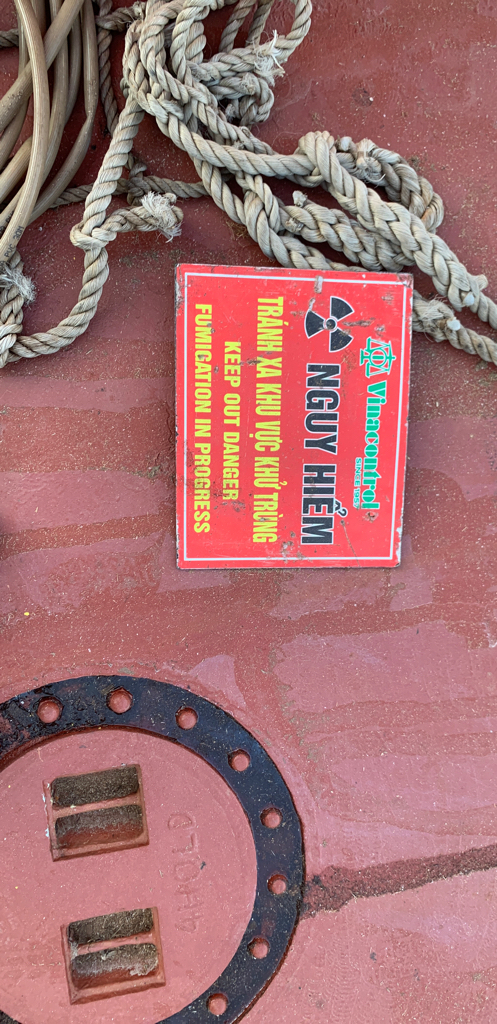 Vinacontrol
SINCE 1957
NGUY HIỂM
TRÁNH XA KHU VỰC KHỬ TRÙNG
KEEP OUT DANGER
FUMIGATION IN PROGRESS